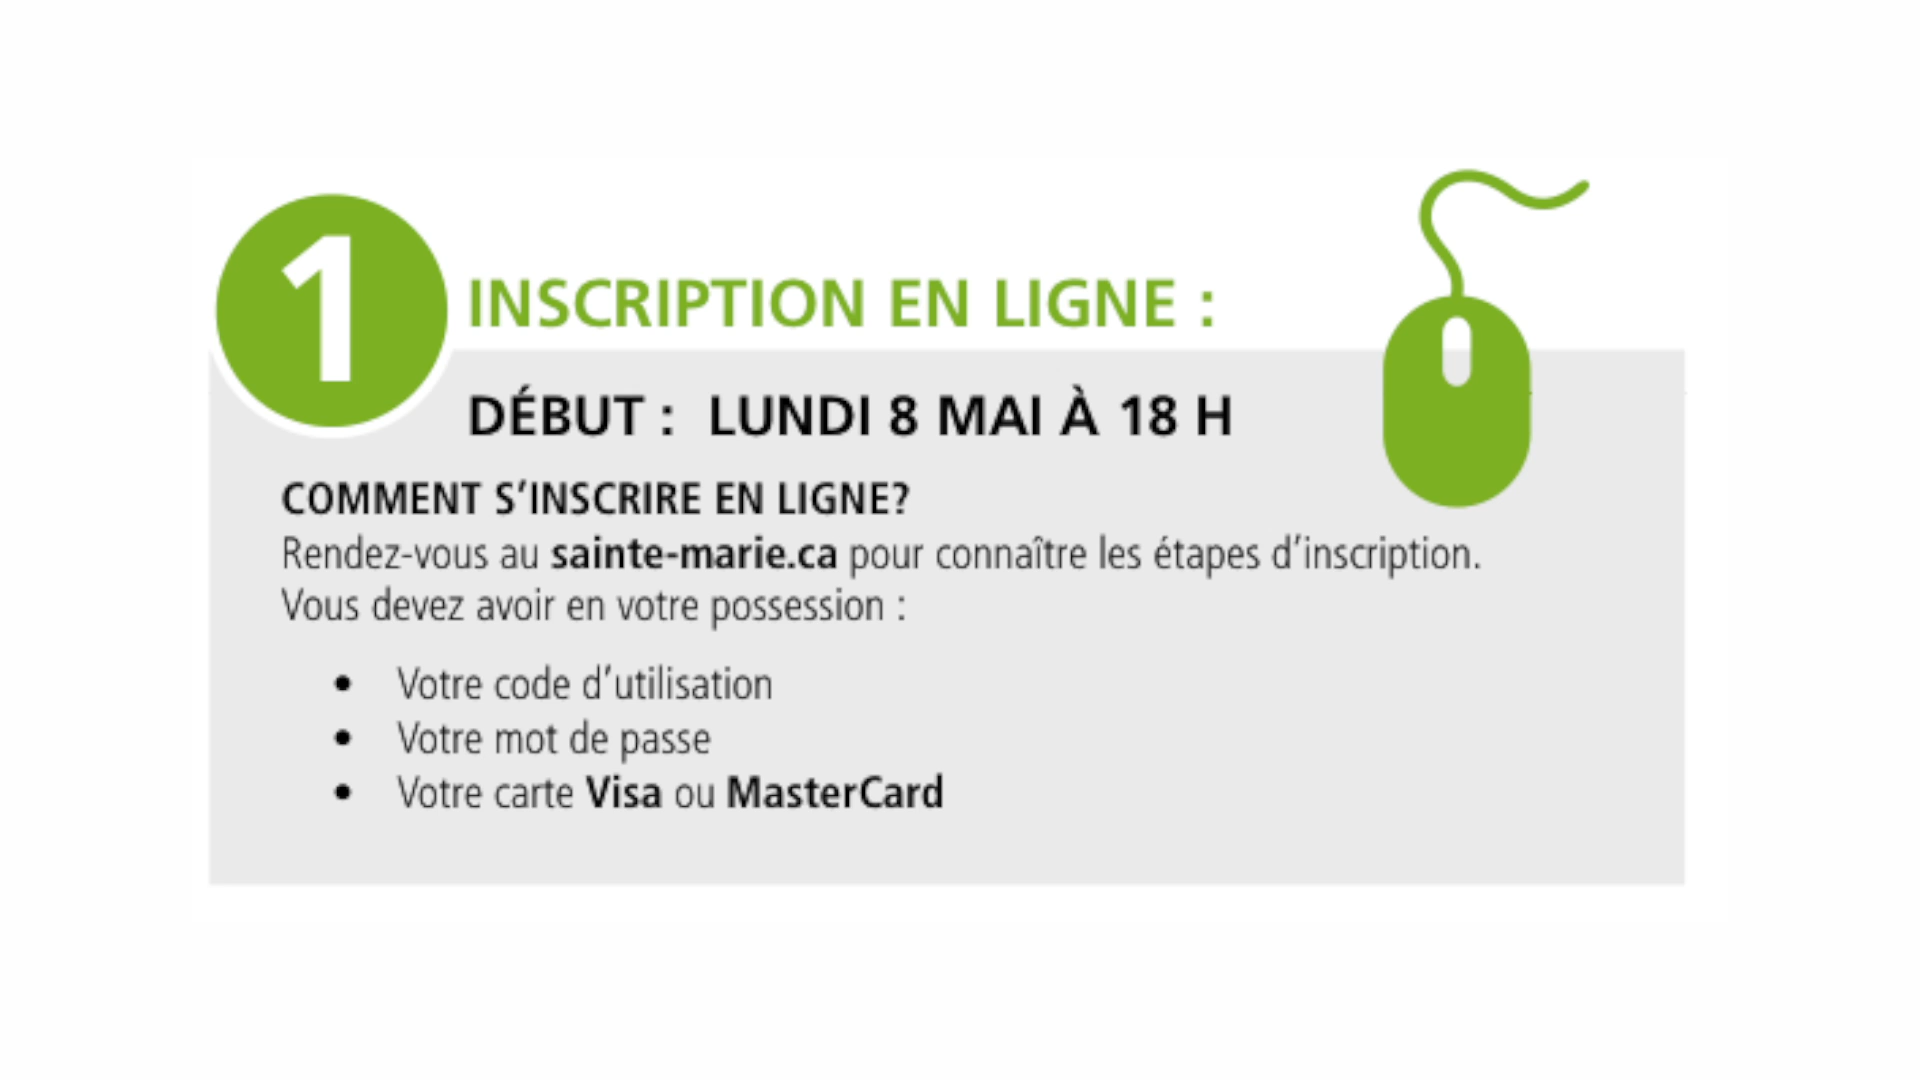 1
INSCRIPTION EN LIGNE :
DÉBUT : LUNDI 8 MAI À 18 H
COMMENT S’INSCRIRE EN LIGNE?
Rendez-vous au sainte-marie.ca pour connaître les étapes d’inscription.
Vous devez avoir en votre possession :
• Votre code d’utilisation
• Votre mot de passe
• Votre carte Visa ou MasterCard